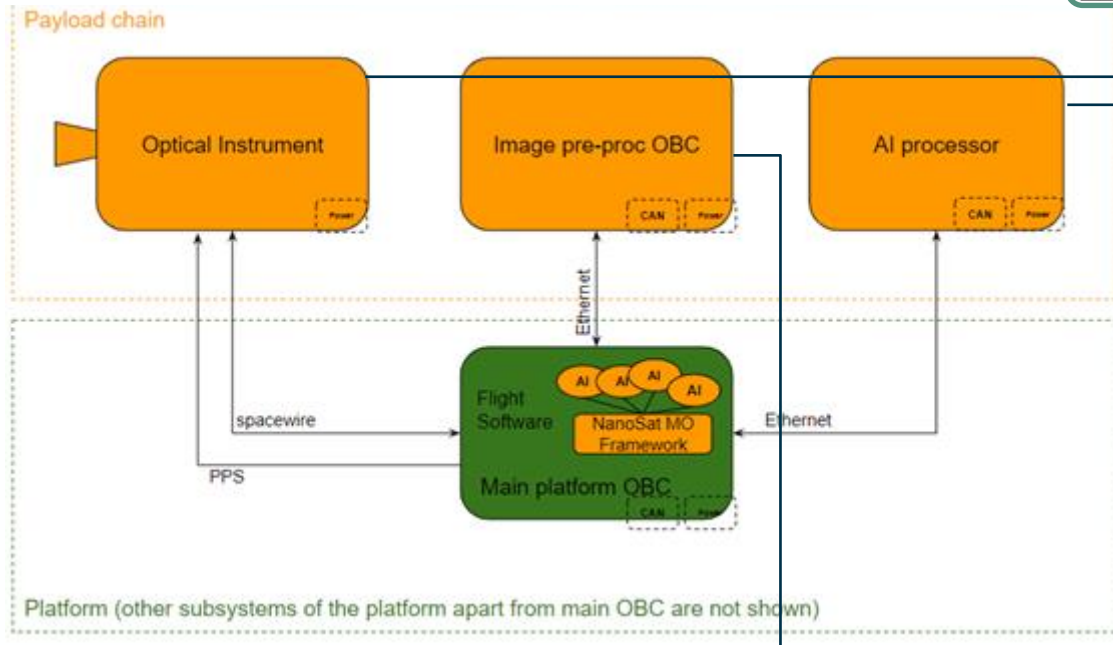 Payload chain
Optical Instrument
Power
Image pre-proc OBC
CAN
Power
AI processor
CAN
Power
Ethernet
spacewire
PPS
Flight
Software
AI
AI
AI
AI
NanoSat MO
Framework
Main platform OBC
CAN
Power
Ethernet
Platform (other subsystems of the platform apart from main OBC are not shown)